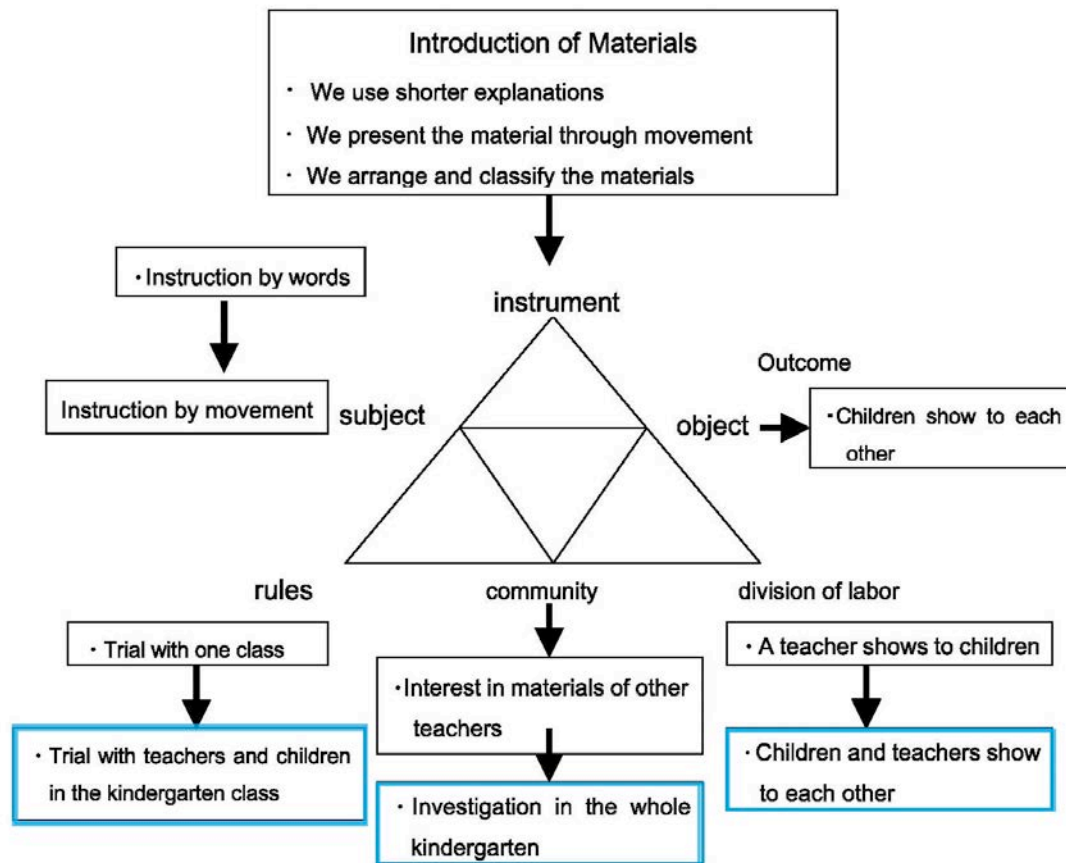 Introduction of Materials
· We use shorter explanations
· We present the material through movement
· We arrange and classify the materials
· Instruction by words
instrument
Outcome
Instruction by movement
subject
object
· Children show to each
other
rules
community
division of labor
· Trial with one class
· A teacher shows to children
· Interest in materials of other
teachers
· Trial with teachers and children
in the kindergarten class
· Children and teachers show
to each other
· Investigation in the whole
kindergarten